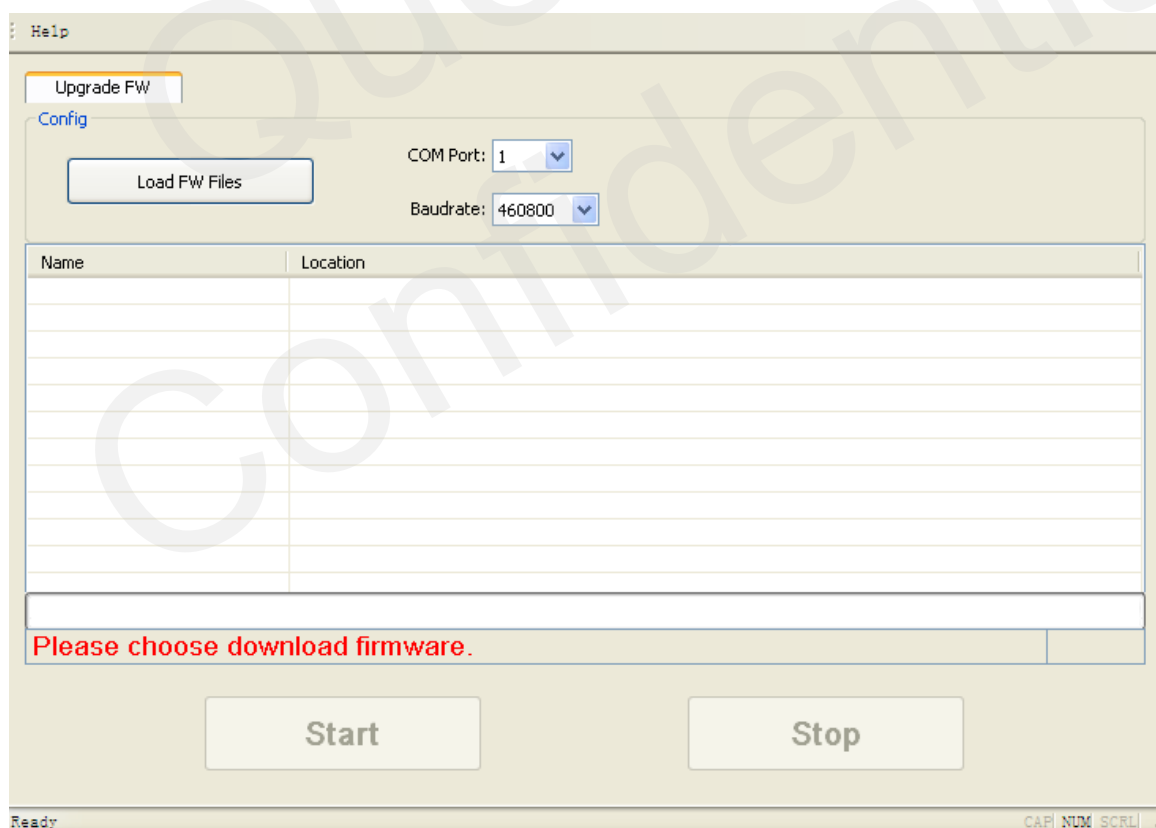 Help
Upgrade FW
Config
Load FW Files
COM Port: 1
Baudrate: 460800
Name Location
Please choose download firmware.
Start Stop
Ready CAP NUM SCRL